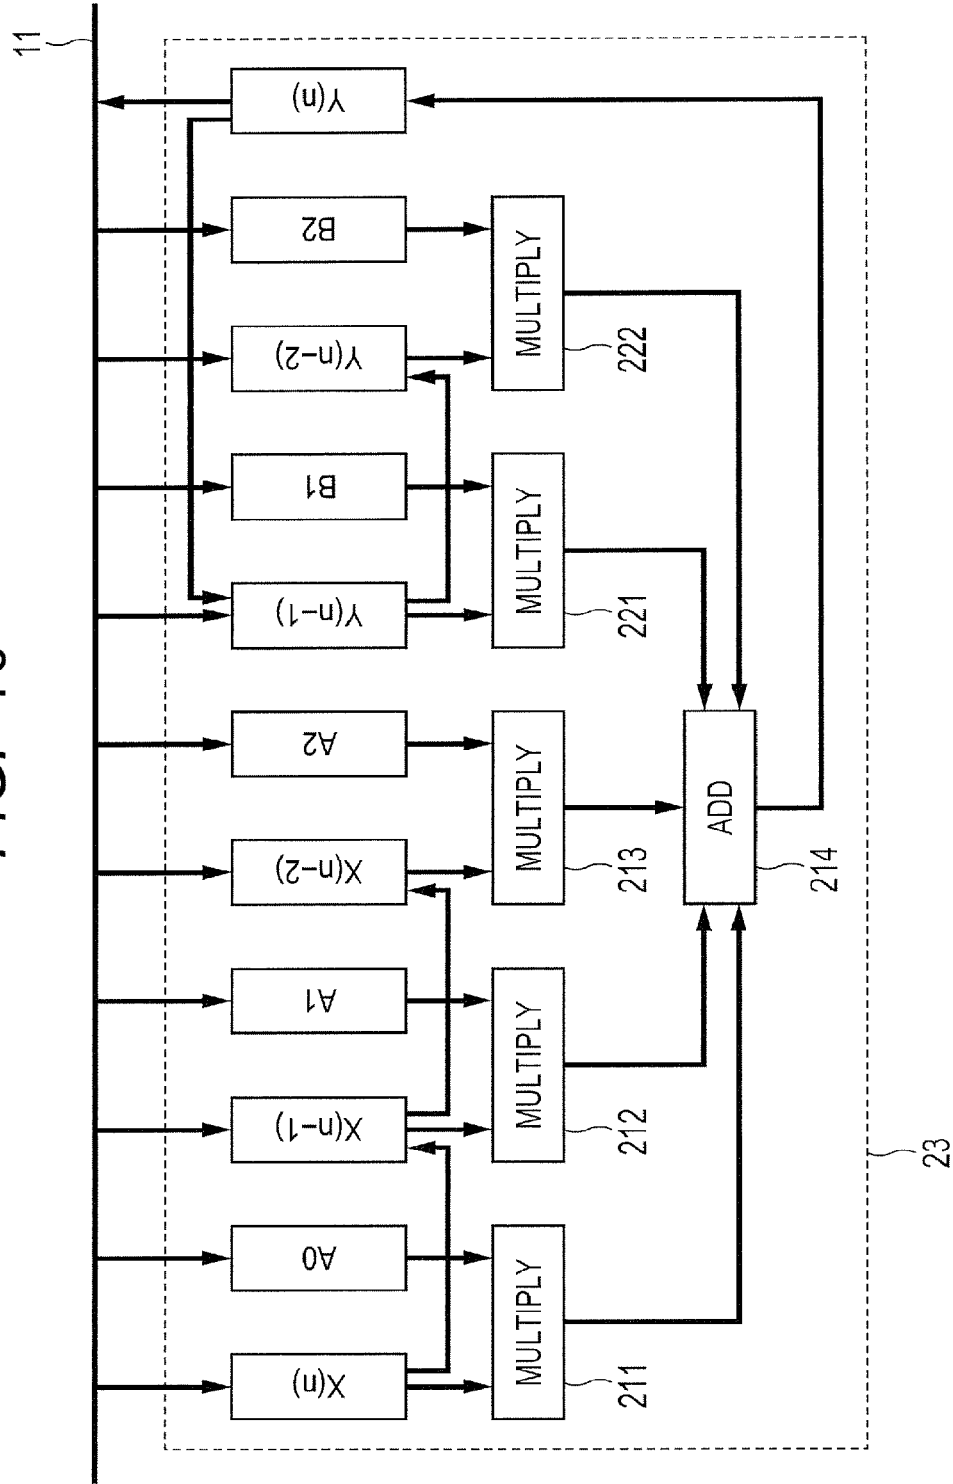 11
X(n)
A0
X(n-1)
A1
X(n-2)
A2
Y(n-1)
B1
Y(n-2)
B2
Y(n)
MULTIPLY
MULTIPLY
MULTIPLY
MULTIPLY
MULTIPLY
211
212
213
221
222
ADD
214
23